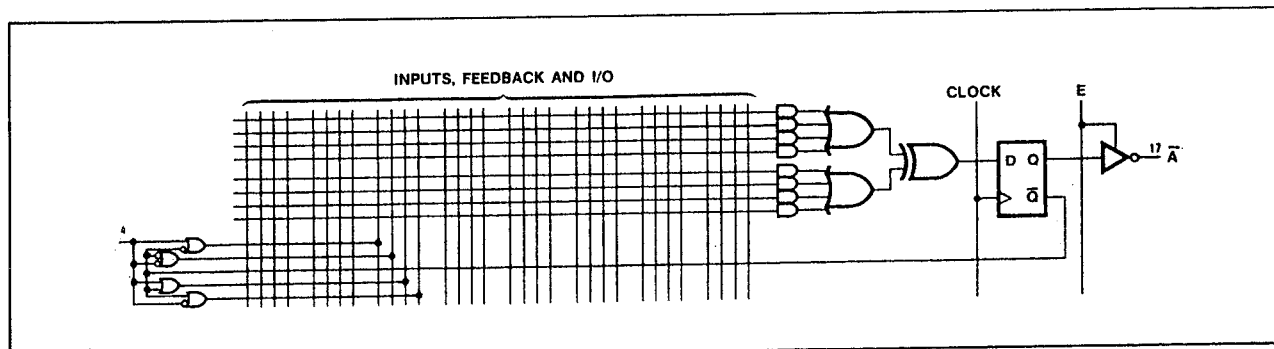 INPUTS, FEEDBACK AND I/O
CLOCK
E
D Q
Q̅
17 A̅
4